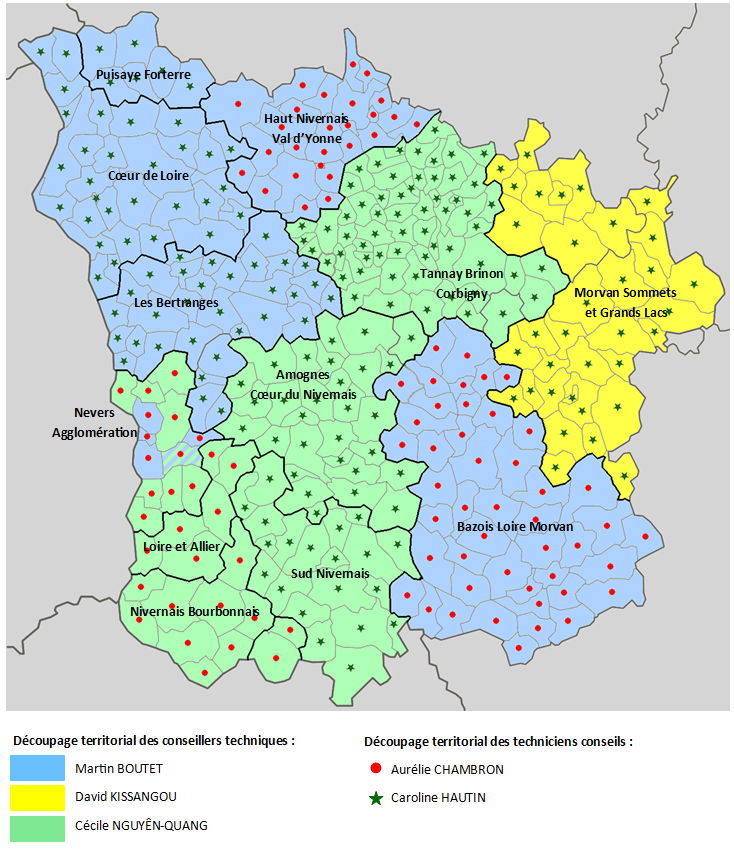 Puisaye Forterre
Haut Nivernais
Val d'Yonne
Cœur de Loire
Tannay Brinon
Corbigny
Morvan Sommets
et Grands Lacs
Les Bertranges
Amognes
Cœur du Nivernais
Nevers
Agglomération
Bazois Loire Morvan
Loire et Allier
Sud Nivernais
Nivernais Bourbonnais
Découpage territorial des conseillers techniques :
Martin BOUTET
David KISSANGOU
Cécile NGUYÊN-QUANG
Découpage territorial des techniciens conseils :
Aurélie CHAMBRON
Caroline HAUTIN